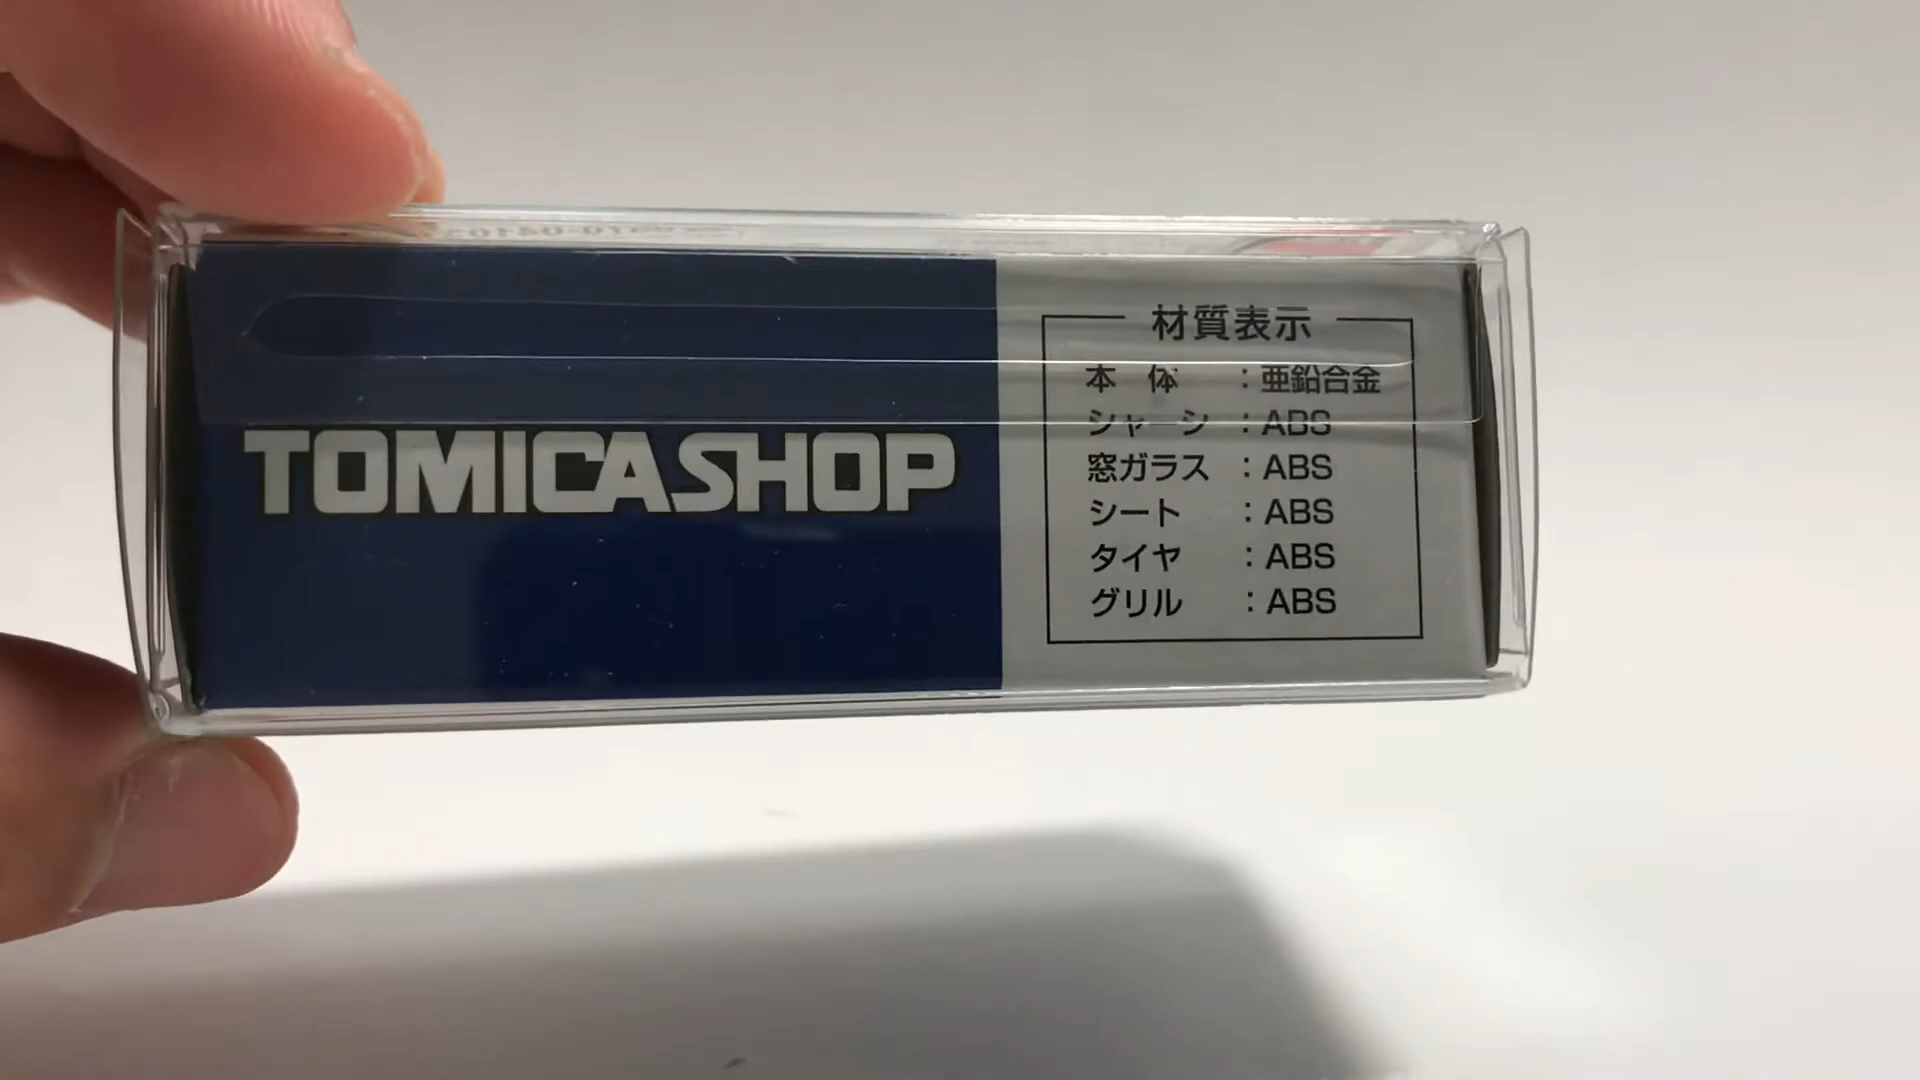 TOMICASHOP
材質表示
本 体 : 亜鉛合金
シャーシ : ABS
窓ガラス : ABS
シート : ABS
タイヤ : ABS
グリル : ABS